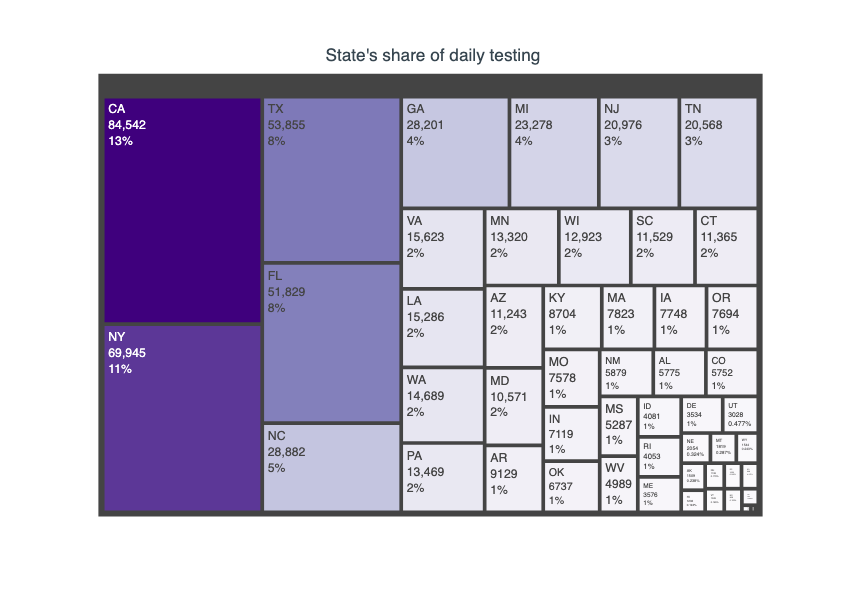 State's share of daily testing
CA
84,542
13%
NY
69,945
11%
TX
53,855
8%
FL
51,829
8%
NC
28,882
5%
GA
28,201
4%
MI
23,278
4%
NJ
20,976
3%
TN
20,568
3%
VA
15,623
2%
LA
15,286
2%
WA
14,689
2%
PA
13,469
2%
MN
13,320
2%
WI
12,923
2%
SC
11,529
2%
CT
11,365
2%
AZ
11,243
2%
MD
10,571
2%
AR
9129
1%
KY
8704
1%
MA
7823
1%
IA
7748
1%
OR
7694
1%
MO
7578
1%
IN
7119
1%
OK
6737
1%
NM
5879
1%
AL
5775
1%
CO
5752
1%
MS
5287
1%
WV
4989
1%
ID
4081
1%
RI
4053
1%
ME
3576
1%
DE
3534
1%
UT
3028
0.477%
NE
2054
0.324%